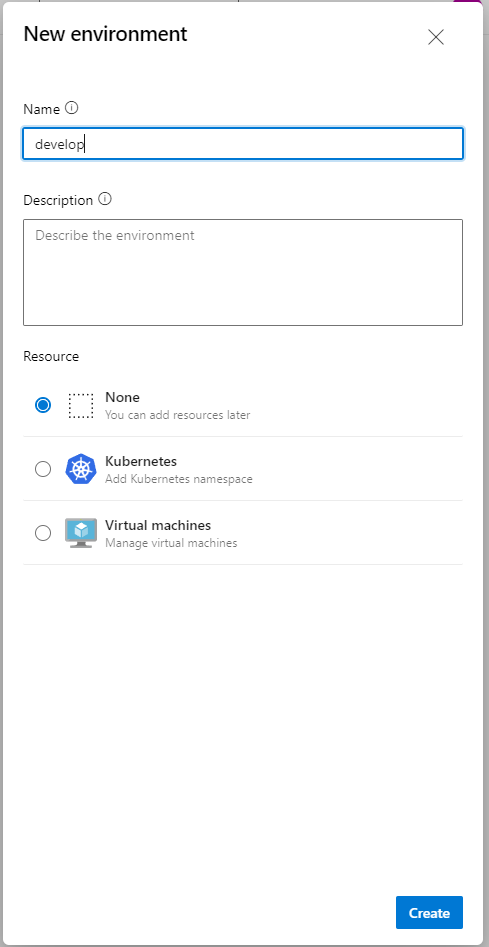 New environment
Name
develop
Description
Describe the environment
Resource
None
You can add resources later
Kubernetes
Add Kubernetes namespace
Virtual machines
Manage virtual machines
Create